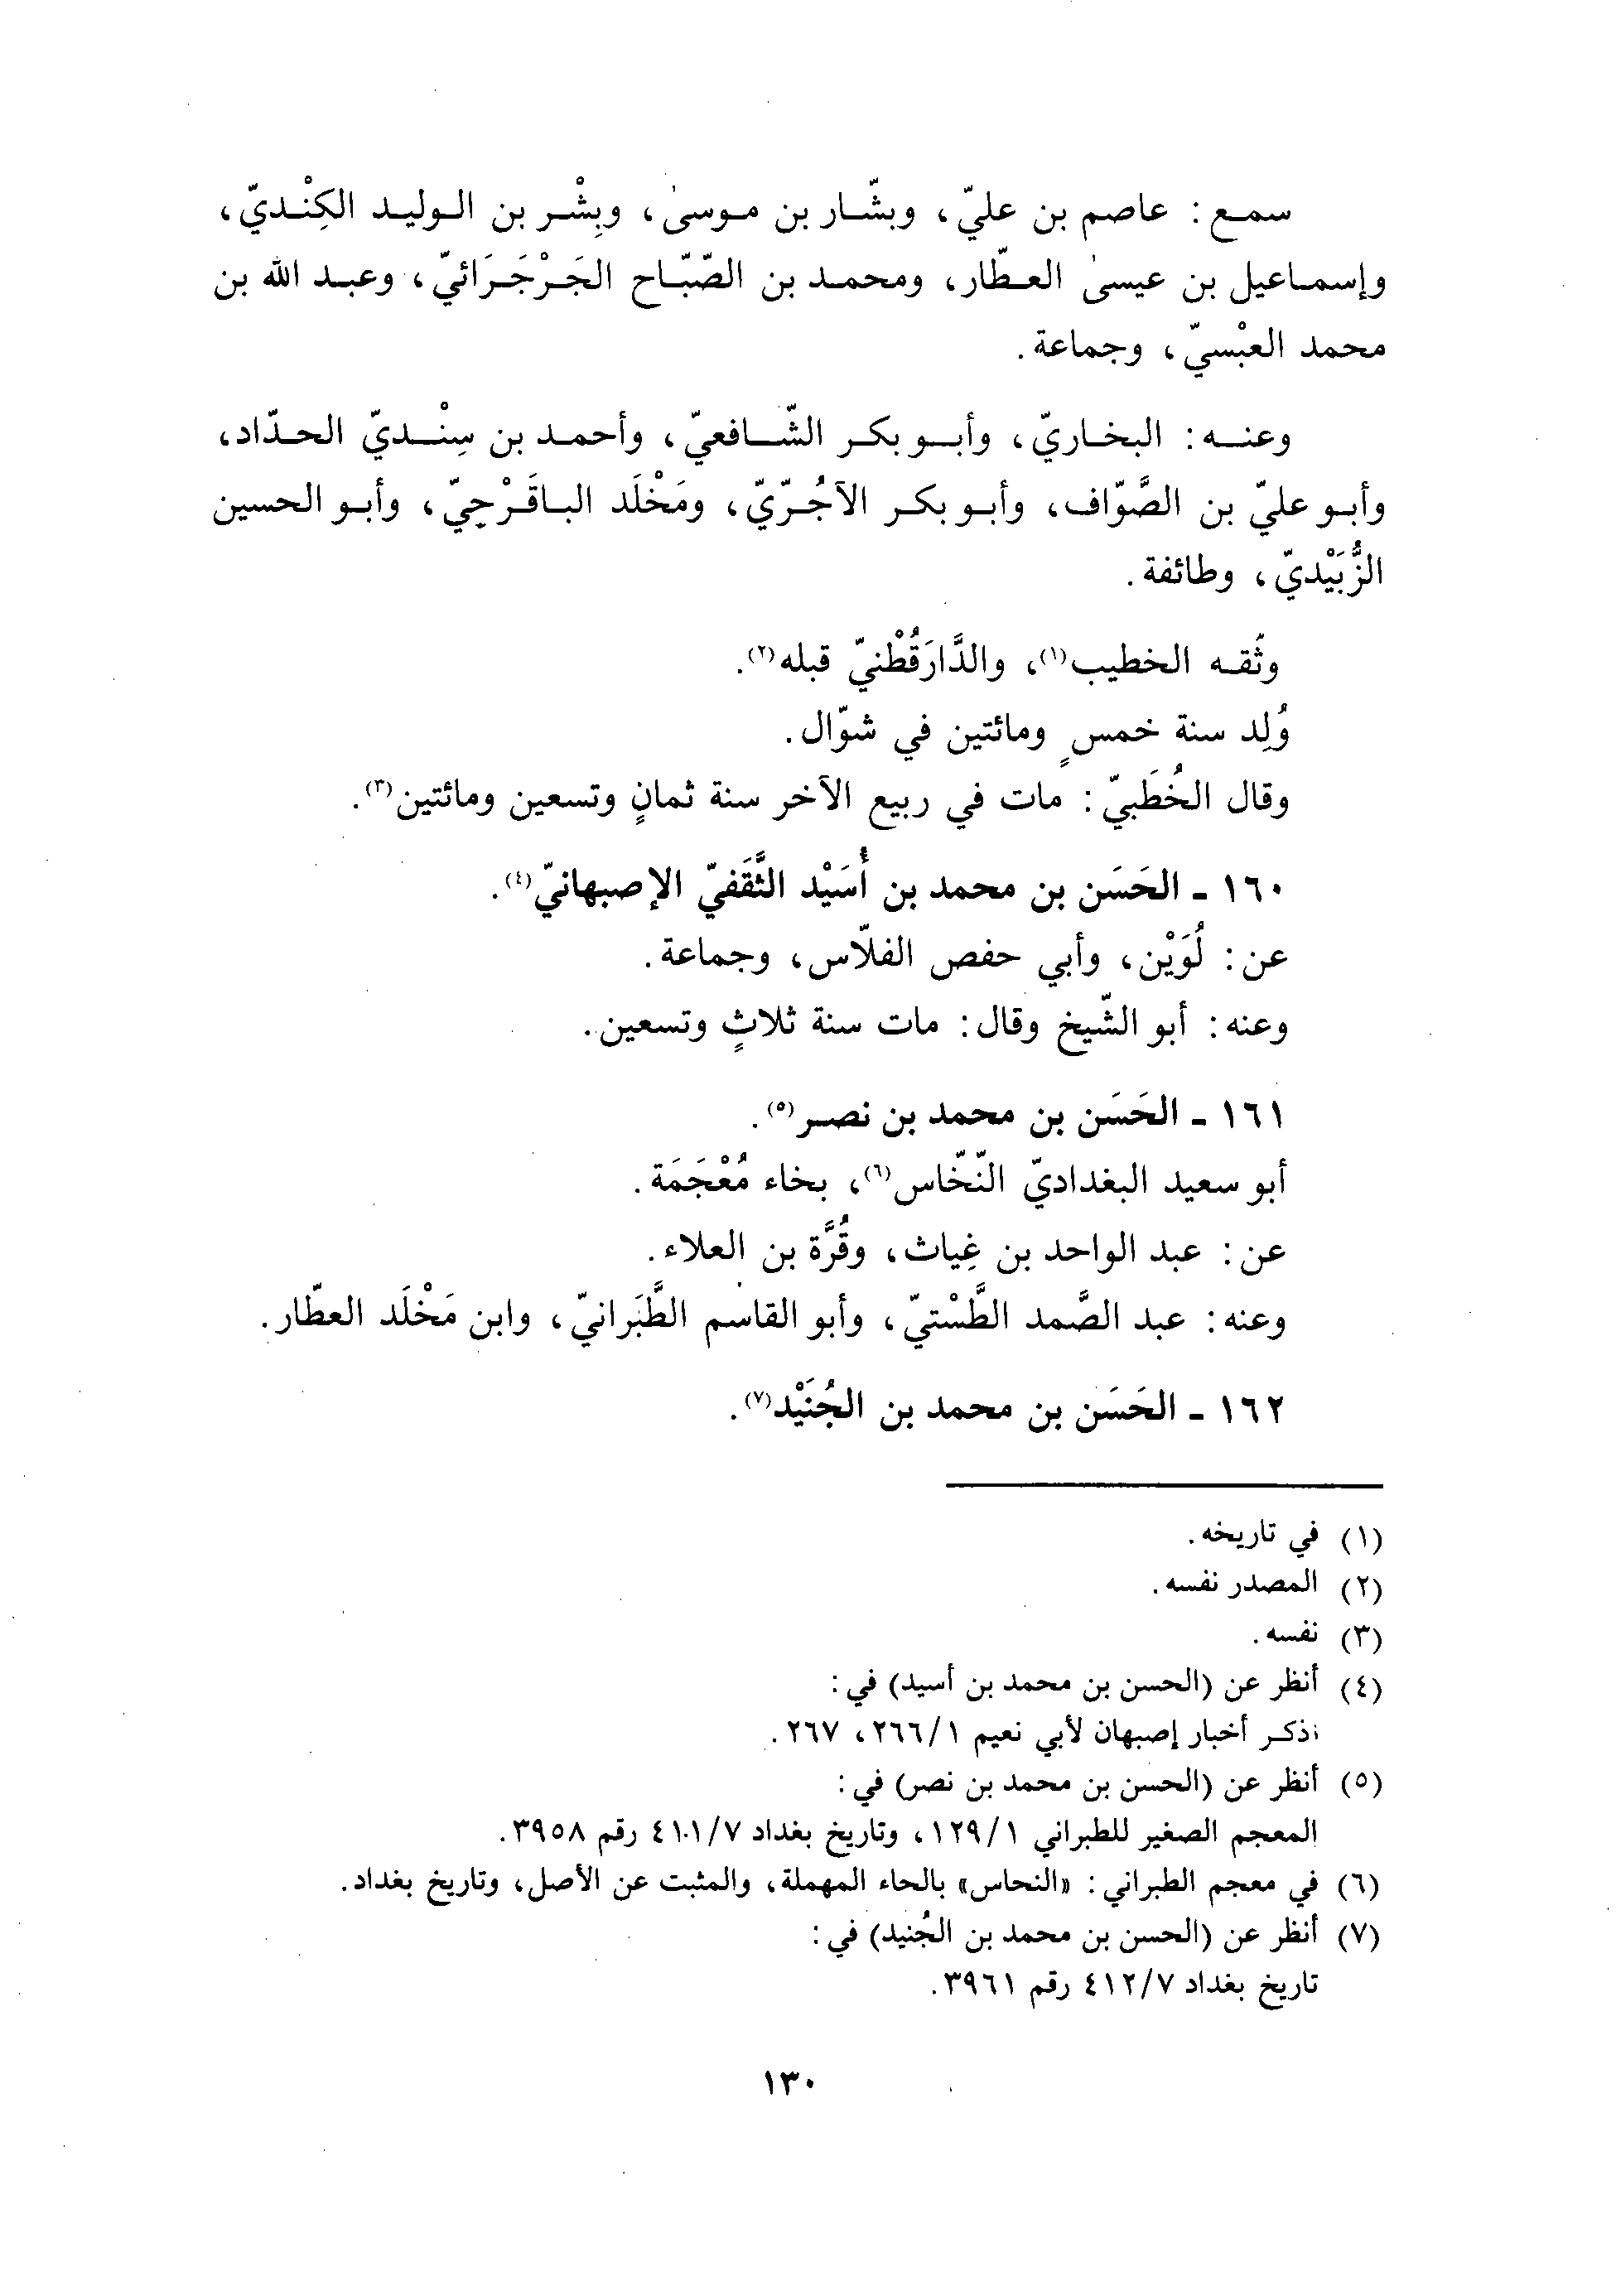 سمع : عاصم بن عليّ، وبشّار بن موسىٰ، وبِشْر بن الوليد الكِنْديّ،
وإسماعيل بن عيسىٰ العطّار، ومحمد بن الصّبّاح الجَرْجَرَائيّ، وعبد الله بن
محمد العبْسيّ، وجماعة.
وعنه : البخاريّ، وأبو بكر الشّافعيّ، وأحمد بن سِنْديّ الحدّاد،
وأبو عليّ بن الصَّوّاف، وأبو بكر الآجُرّيّ، ومَخْلَد الباقَرْحِيّ، وأبو الحسين
الزُّبَيْديّ، وطائفة.
وثّقه الخطيب(١)، والدَّارَقُطْنيّ قبله(٢).
وُلِد سنة خمسٍ ومائتين في شوّال.
وقال الخُطَبيّ : مات في ربيع الآخر سنة ثمانٍ وتسعين ومائتين(٣).
١٦٠ ـ الحَسَن بن محمد بن أُسَيْد الثَّقَفيّ الإصبهانيّ(٤).
عن : لُوَيْن، وأبي حفص الفلّاس، وجماعة.
وعنه : أبو الشّيخ وقال : مات سنة ثلاثٍ وتسعين.
١٦١ ـ الحَسَن بن محمد بن نصر(٥).
أبو سعيد البغداديّ النّخّاس(٦)، بخاء مُعْجَمَة.
عن : عبد الواحد بن غِياث، وقُرَّة بن العلاء.
وعنه : عبد الصَّمد الطَّسْتيّ، وأبو القاسم الطَّبَرانيّ، وابن مَخْلَد العطّار.
١٦٢ ـ الحَسَن بن محمد بن الجُنَيْد(٧).
(١) في تاريخه.
(٢) المصدر نفسه.
(٣) نفسه.
(٤) أنظر عن (الحسن بن محمد بن أسيد) في :
ذكر أخبار إصبهان لأبي نعيم ١/٢٦٦، ٢٦٧.
(٥) أنظر عن (الحسن بن محمد بن نصر) في :
المعجم الصغير للطبراني ١/١٢٩، وتاريخ بغداد ٧/٤١٠١ رقم ٣٩٥٨.
(٦) في معجم الطبراني : «النحاس» بالحاء المهملة، والمثبت عن الأصل، وتاريخ بغداد.
(٧) أنظر عن (الحسن بن محمد بن الجُنيد) في :
تاريخ بغداد ٧/٤١٢ رقم ٣٩٦١.
١٣٠